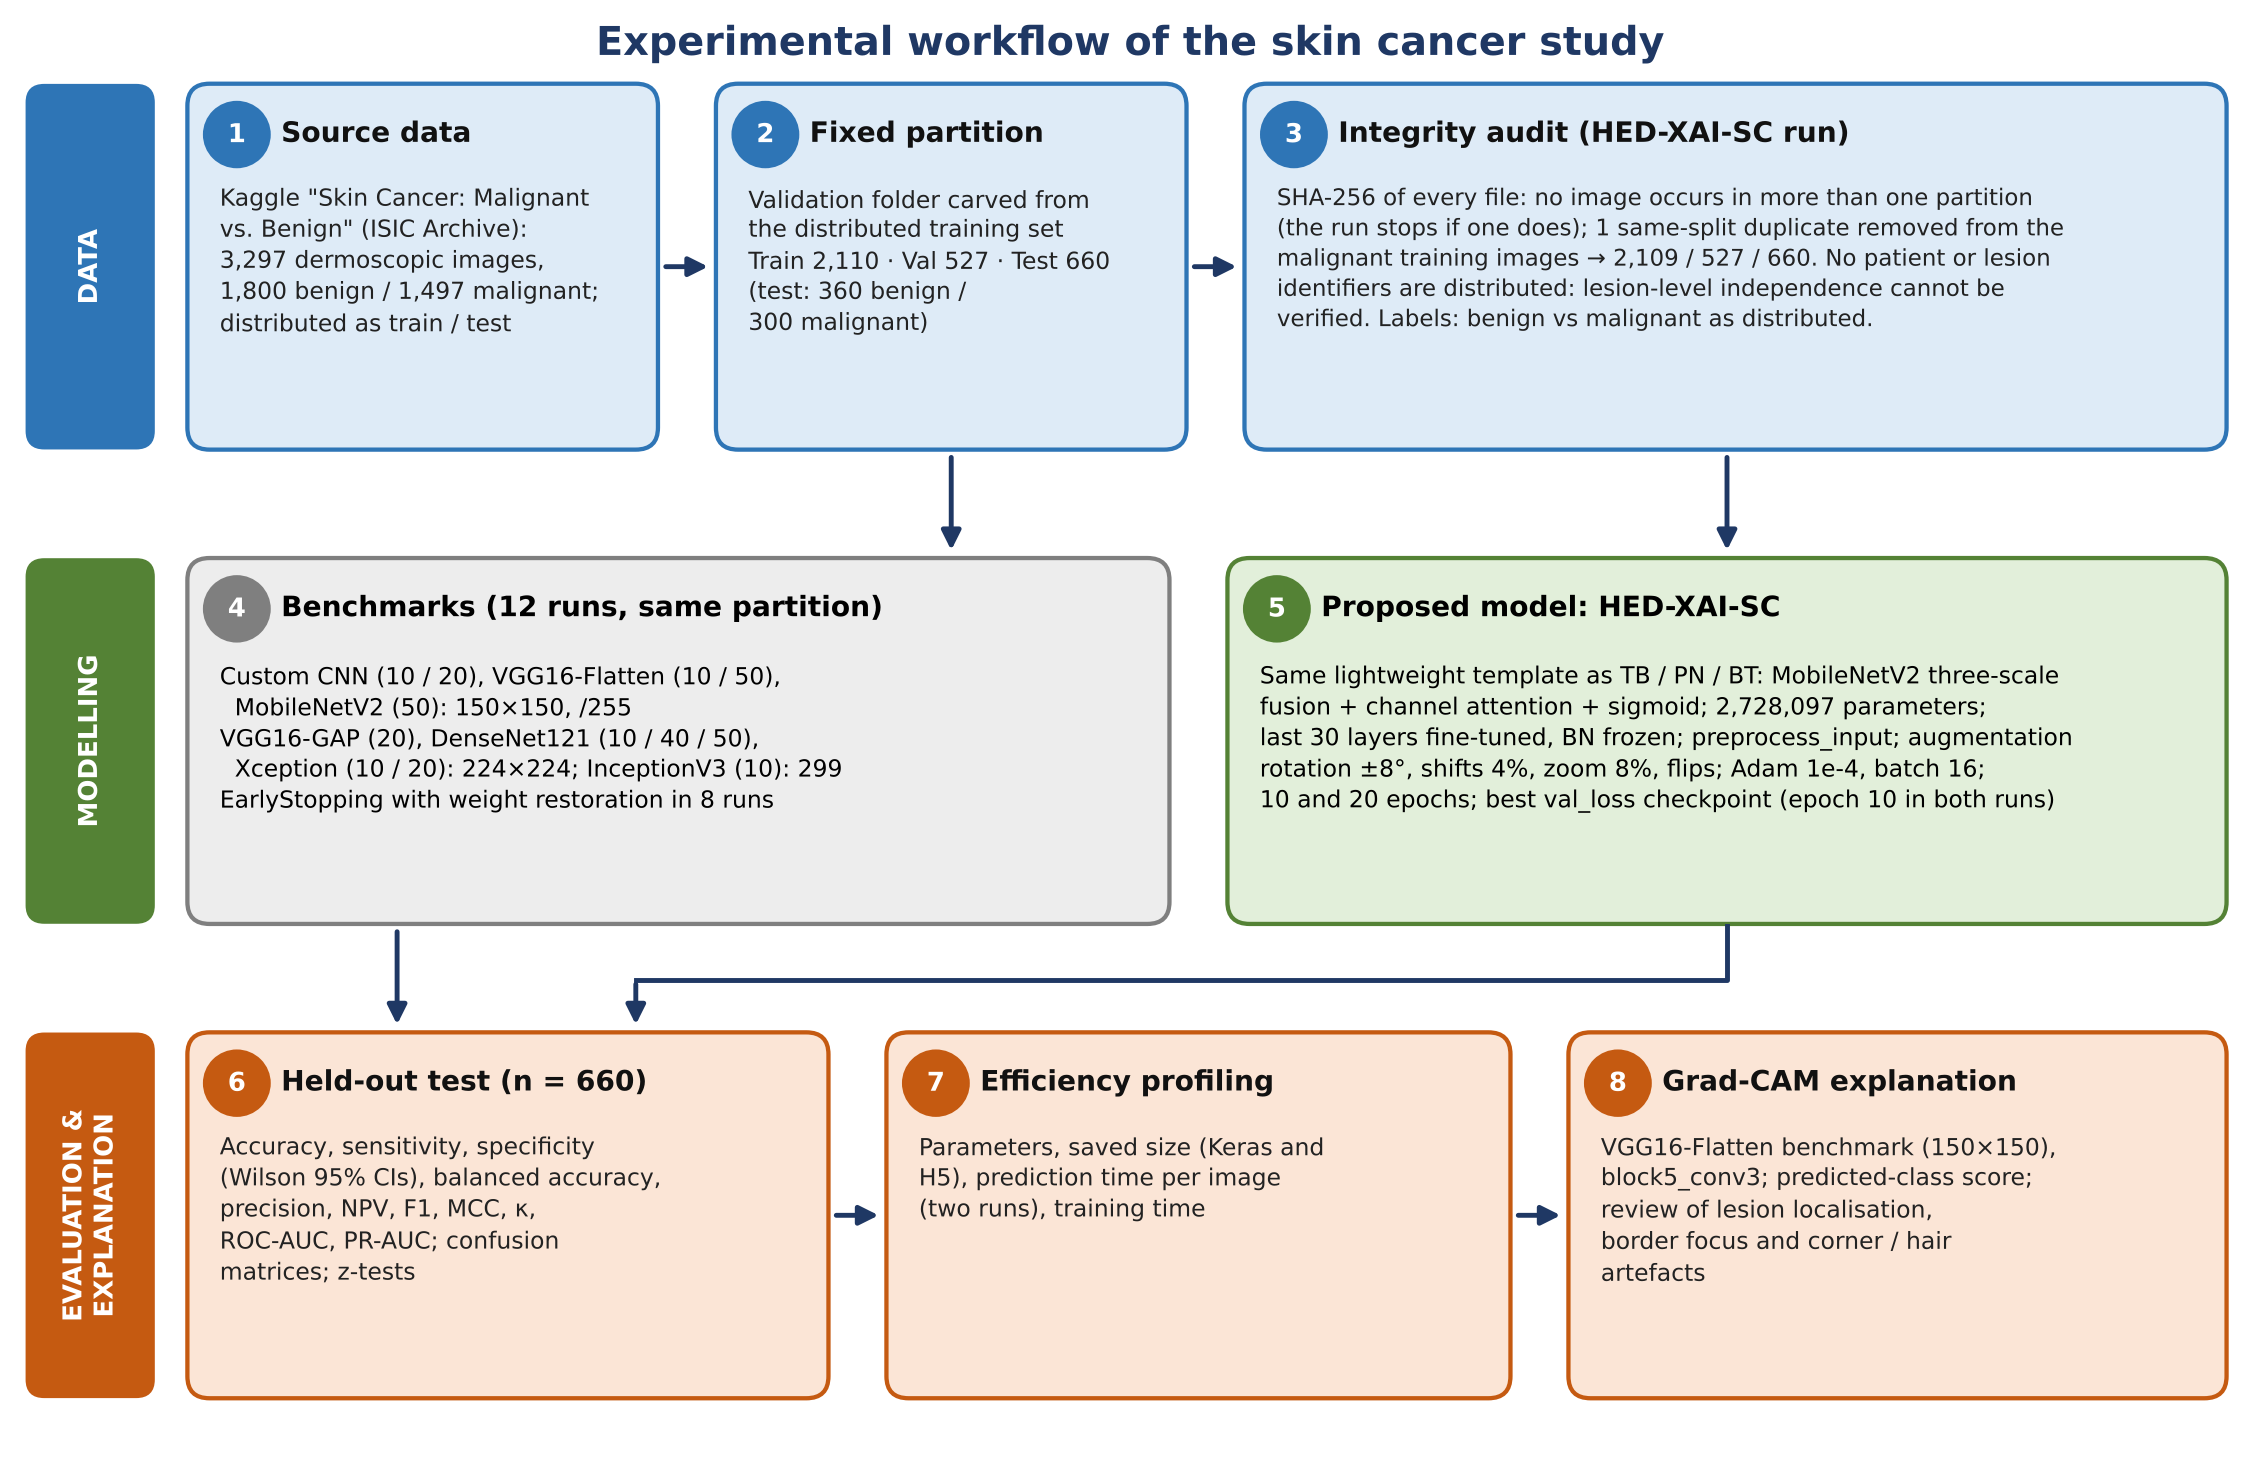 Experimental workflow of the skin cancer study
DATA
1
Source data
Kaggle "Skin Cancer: Malignant
vs. Benign" (ISIC Archive):
3,297 dermoscopic images,
1,800 benign / 1,497 malignant;
distributed as train / test
2
Fixed partition
Validation folder carved from
the distributed training set
Train 2,110 · Val 527 · Test 660
(test: 360 benign /
300 malignant)
3
Integrity audit (HED-XAI-SC run)
SHA-256 of every file: no image occurs in more than one partition
(the run stops if one does); 1 same-split duplicate removed from the
malignant training images → 2,109 / 527 / 660. No patient or lesion
identifiers are distributed: lesion-level independence cannot be
verified. Labels: benign vs malignant as distributed.
MODELLING
4
Benchmarks (12 runs, same partition)
Custom CNN (10 / 20), VGG16-Flatten (10 / 50),
MobileNetV2 (50): 150×150, /255
VGG16-GAP (20), DenseNet121 (10 / 40 / 50),
Xception (10 / 20): 224×224; InceptionV3 (10): 299
EarlyStopping with weight restoration in 8 runs
5
Proposed model: HED-XAI-SC
Same lightweight template as TB / PN / BT: MobileNetV2 three-scale
fusion + channel attention + sigmoid; 2,728,097 parameters;
last 30 layers fine-tuned, BN frozen; preprocess_input; augmentation
rotation ±8°, shifts 4%, zoom 8%, flips; Adam 1e-4, batch 16;
10 and 20 epochs; best val_loss checkpoint (epoch 10 in both runs)
EVALUATION &
EXPLANATION
6
Held-out test (n = 660)
Accuracy, sensitivity, specificity
(Wilson 95% CIs), balanced accuracy,
precision, NPV, F1, MCC, κ,
ROC-AUC, PR-AUC; confusion
matrices; z-tests
7
Efficiency profiling
Parameters, saved size (Keras and
H5), prediction time per image
(two runs), training time
8
Grad-CAM explanation
VGG16-Flatten benchmark (150×150),
block5_conv3; predicted-class score;
review of lesion localisation,
border focus and corner / hair
artefacts